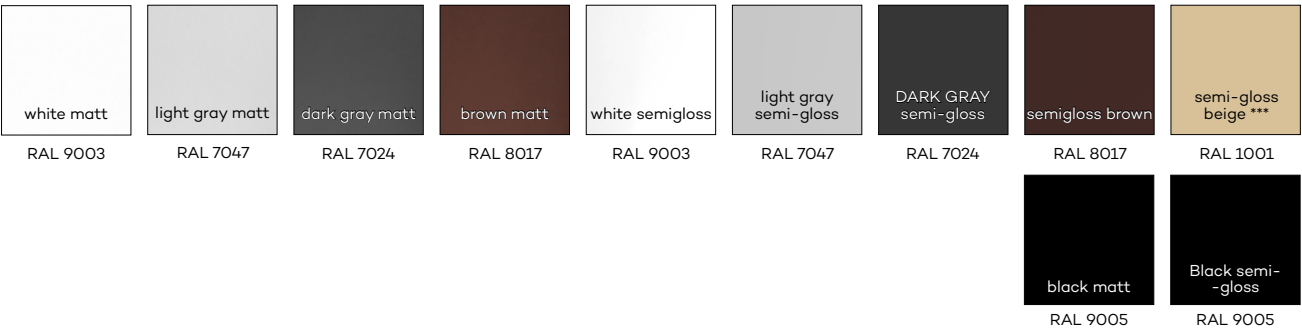 white matt
light gray matt
dark gray matt
brown matt
white semigloss
light gray
semi-gloss
DARK GRAY
semi-gloss
semigloss brown
semi-gloss
beige ***
RAL 9003
RAL 7047
RAL 7024
RAL 8017
RAL 9003
RAL 7047
RAL 7024
RAL 8017
RAL 1001
black matt
Black semi-
-gloss
RAL 9005
RAL 9005